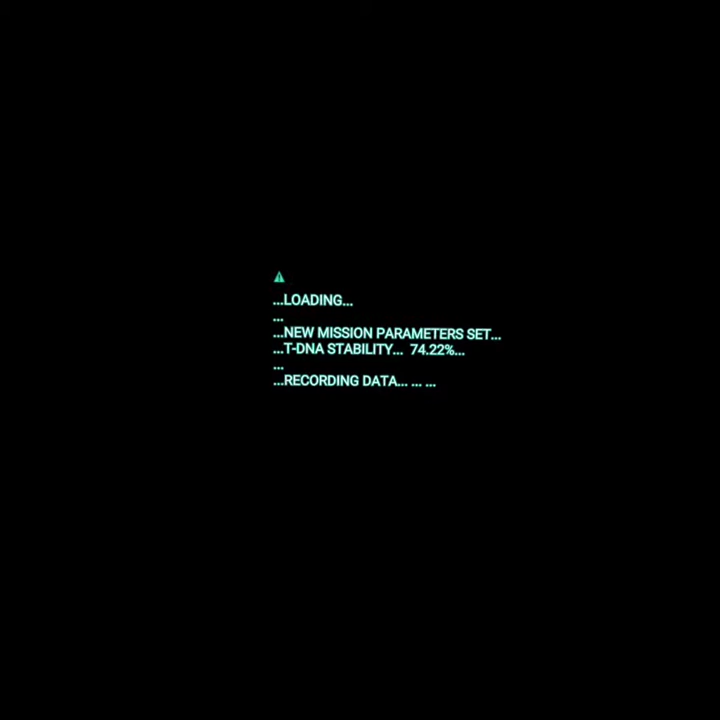 ...LOADING...
...
...NEW MISSION PARAMETERS SET...
...T-DNA STABILITY... 74.22%...
...
...RECORDING DATA... ... ...